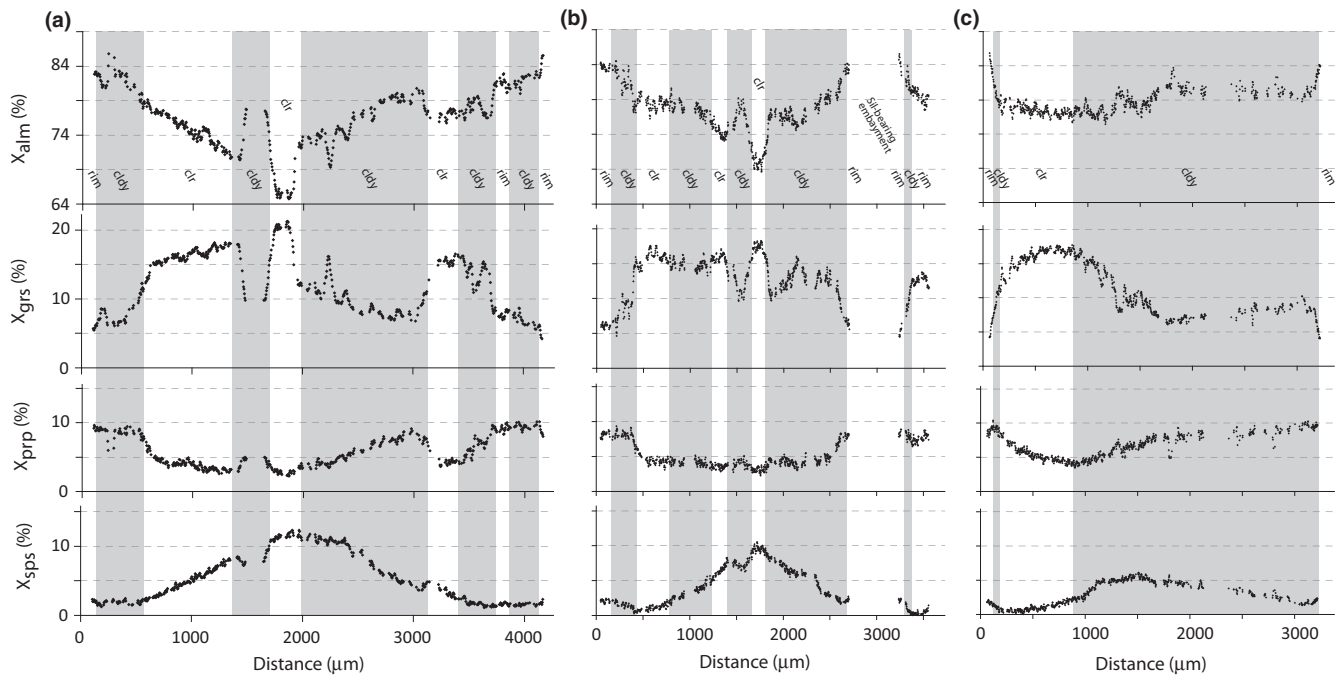 (a)
(b)
(c)
Xalm (%)
84
74
64
rim
cldy
clr
cldy
clr
cldy
clr
cldy
rim
cldy
rim
cldy
clr
cldy
cldy
clr
cldy
rim
Sil-bearing
embayment
rim
cldy
rim
rim
cldy
clr
cldy
rim
Xgrs (%)
20
10
0
Xprp (%)
10
0
Xsps (%)
10
0
0
1000
2000
3000
4000
Distance (µm)
0
1000
2000
3000
Distance (µm)
0
1000
2000
3000
Distance (µm)